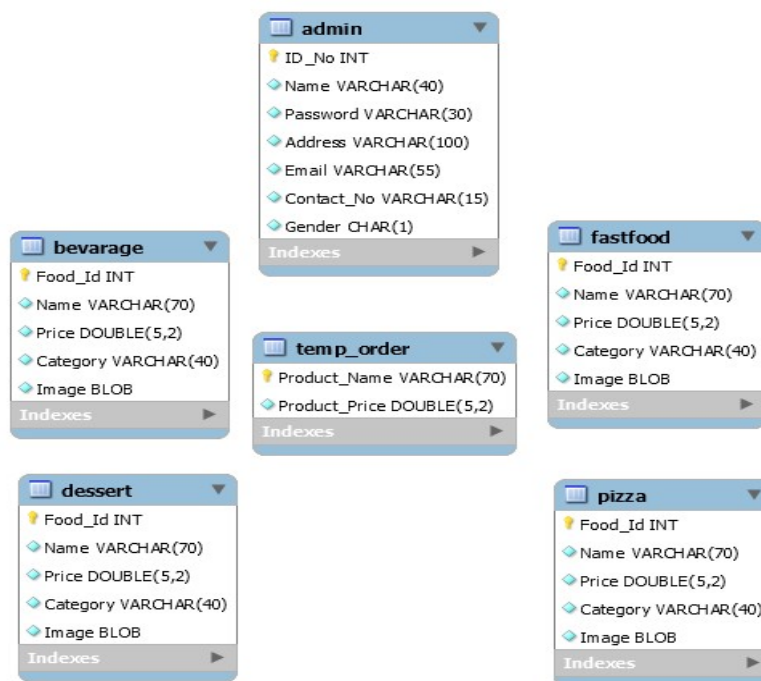 admin
ID_No INT
Name VARCHAR(40)
Password VARCHAR(30)
Address VARCHAR(100)
Email VARCHAR(55)
Contact_No VARCHAR(15)
Gender CHAR(1)
Indexes
bevarage
Food_Id INT
Name VARCHAR(70)
Price DOUBLE(5,2)
Category VARCHAR(40)
Image BLOB
Indexes
fastfood
Food_Id INT
Name VARCHAR(70)
Price DOUBLE(5,2)
Category VARCHAR(40)
Image BLOB
Indexes
temp_order
Product_Name VARCHAR(70)
Product_Price DOUBLE(5,2)
Indexes
dessert
Food_Id INT
Name VARCHAR(70)
Price DOUBLE(5,2)
Category VARCHAR(40)
Image BLOB
Indexes
pizza
Food_Id INT
Name VARCHAR(70)
Price DOUBLE(5,2)
Category VARCHAR(40)
Image BLOB
Indexes